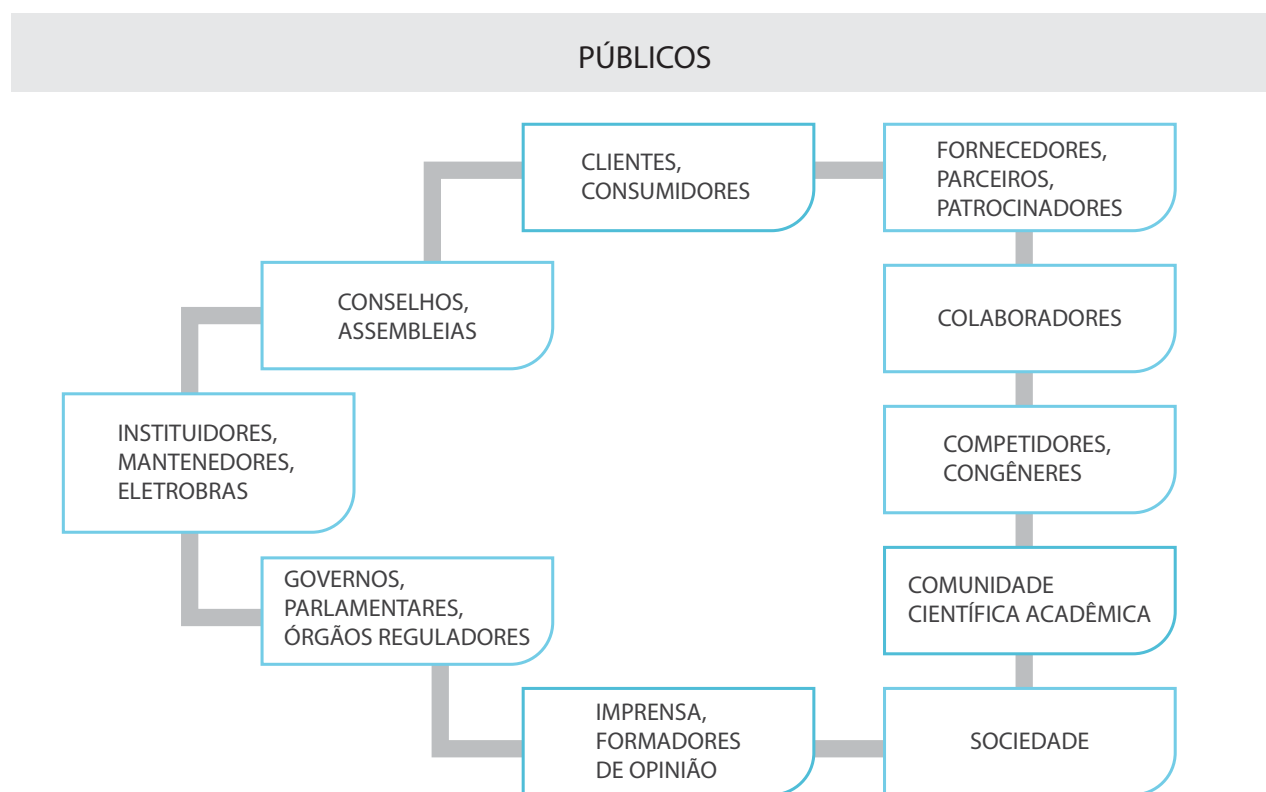 PÚBLICOS
CLIENTES,
CONSUMIDORES
FORNECEDORES,
PARCEIROS,
PATROCINADORES
CONSELHOS,
ASSEMBLEIAS
COLABORADORES
INSTITUIDORES,
MANTENEDORES,
ELETROBRAS
COMPETIDORES,
CONGÊNERES
GOVERNOS,
PARLAMENTARES,
ÓRGÃOS REGULADORES
COMUNIDADE
CIENTÍFICA ACADÊMICA
IMPRENSA,
FORMADORES
DE OPINIÃO
SOCIEDADE